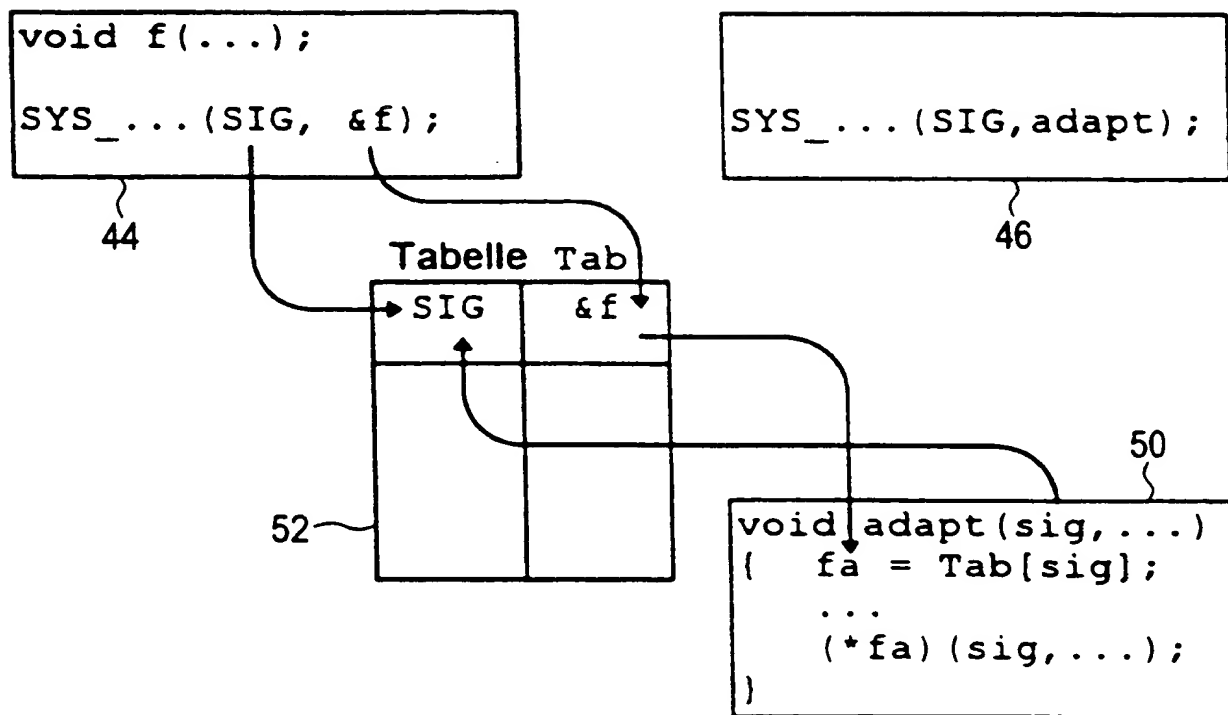 void f(...);
SYS_...(SIG, &f);
44
SYS_...(SIG,adapt);
46
Tabelle Tab
SIG &f
52
50
void adapt(sig,...)
{ fa = Tab[sig];
...
(*fa)(sig,...);
}